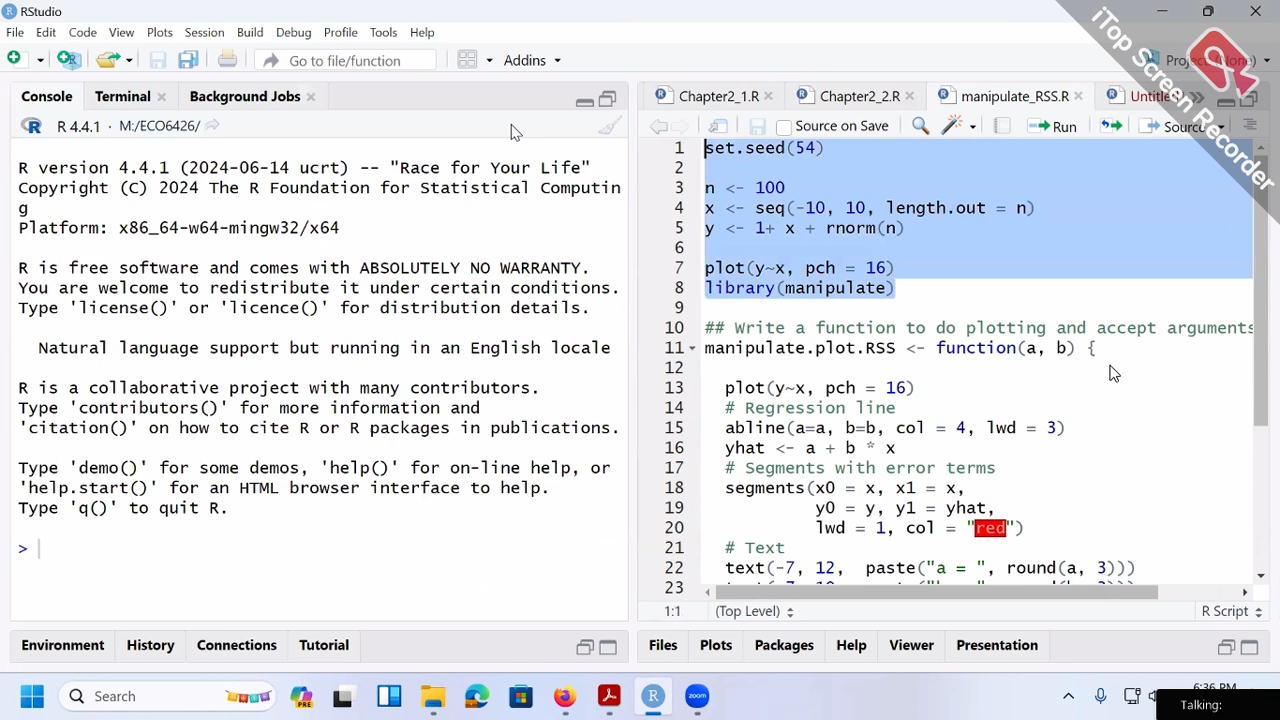 RStudio
File Edit Code View Plots Session Build Debug Profile Tools Help
Go to file/function Addins Project: (None)
iTop Screen Recorder
Console Terminal Background Jobs
R 4.4.1 · M:/ECO6426/
R version 4.4.1 (2024-06-14 ucrt) -- "Race for Your Life"
Copyright (C) 2024 The R Foundation for Statistical Computin
g
Platform: x86_64-w64-mingw32/x64
R is free software and comes with ABSOLUTELY NO WARRANTY.
You are welcome to redistribute it under certain conditions.
Type 'license()' or 'licence()' for distribution details.
Natural language support but running in an English locale
R is a collaborative project with many contributors.
Type 'contributors()' for more information and
'citation()' on how to cite R or R packages in publications.
Type 'demo()' for some demos, 'help()' for on-line help, or
'help.start()' for an HTML browser interface to help.
Type 'q()' to quit R.
>
Chapter2_1.R Chapter2_2.R manipulate_RSS.R Untitle
Source on Save Run Source
1 set.seed(54)
2
3 n <- 100
4 x <- seq(-10, 10, length.out = n)
5 y <- 1+ x + rnorm(n)
6
7 plot(y~x, pch = 16)
8 library(manipulate)
9
10 ## Write a function to do plotting and accept arguments
11 manipulate.plot.RSS <- function(a, b) {
12
13 plot(y~x, pch = 16)
14 # Regression line
15 abline(a=a, b=b, col = 4, lwd = 3)
16 yhat <- a + b * x
17 # Segments with error terms
18 segments(x0 = x, x1 = x,
19 y0 = y, y1 = yhat,
20 lwd = 1, col = "red")
21 # Text
22 text(-7, 12, paste("a = ", round(a, 3)))
23
1:1 (Top Level) R Script
Environment History Connections Tutorial
Files Plots Packages Help Viewer Presentation
Search
PRE
zoom
6:36 PM
Talking: